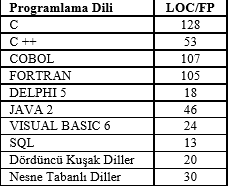 Programlama Dili LOC/FP
C 128
C ++ 53
COBOL 107
FORTRAN 105
DELPHI 5 18
JAVA 2 46
VISUAL BASIC 6 24
SQL 13
Dördüncü Kuşak Diller 20
Nesne Tabanlı Diller 30